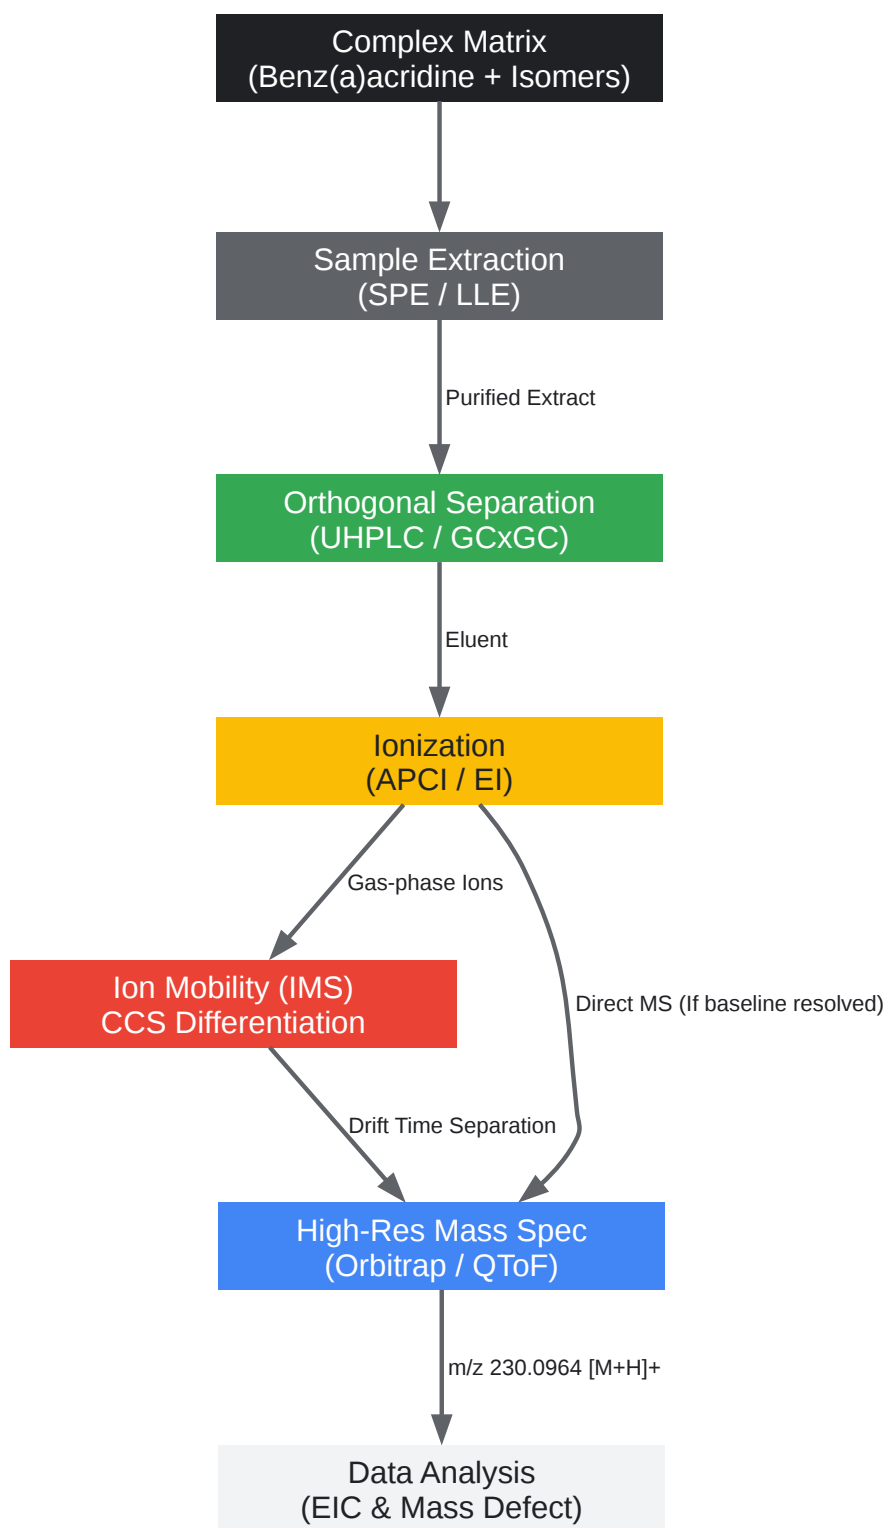 Complex Matrix
(Benz(a)acridine + Isomers)
Sample Extraction
(SPE / LLE)
Purified Extract
Orthogonal Separation
(UHPLC / GCxGC)
Eluent
Ionization
(APCI / EI)
Gas-phase Ions
Ion Mobility (IMS)
CCS Differentiation
Direct MS (If baseline resolved)
Drift Time Separation
High-Res Mass Spec
(Orbitrap / QToF)
m/z 230.0964 [M+H]+
Data Analysis
(EIC & Mass Defect)